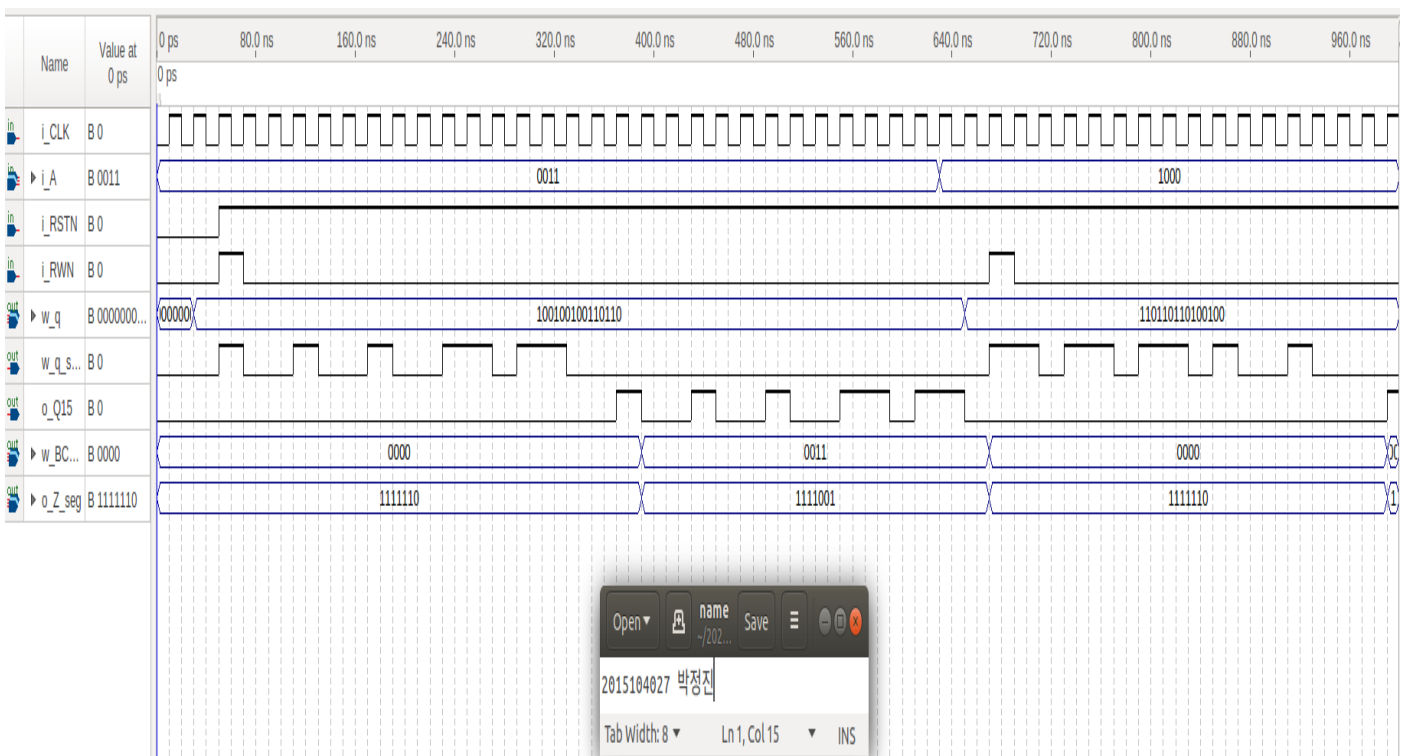 Name
Value at
0 ps
0 ps 80.0 ns 160.0 ns 240.0 ns 320.0 ns 400.0 ns 480.0 ns 560.0 ns 640.0 ns 720.0 ns 800.0 ns 880.0 ns 960.0 ns
0 ps
in i_CLK B 0
in i_A B 0011 0011 1000
in i_RSTN B 0
in i_RWN B 0
out w_q B 0000000... 100100100110110 110110110100100
out w_q_s... B 0
out o_Q15 B 0
out w_BC... B 0000 0000 0011 0000
out o_Z_seg B 1111110 1111110 1111001 1111110
Open name Save
~/202...
2015104027 박정진
Tab Width: 8 Ln 1, Col 15 INS